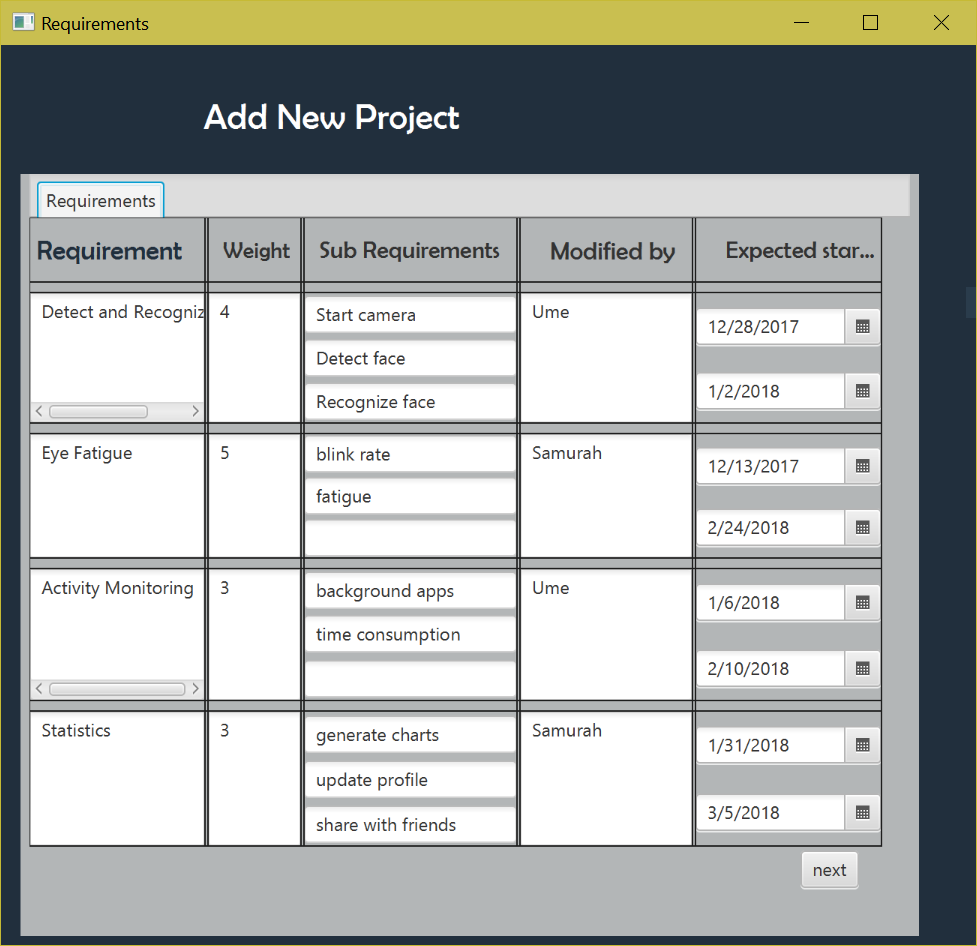 Requirements
Add New Project
Requirements
Requirement Weight Sub Requirements Modified by Expected star...
Detect and Recogniz 4 Start camera Ume 12/28/2017
Detect face
Recognize face 1/2/2018
Eye Fatigue 5 blink rate Samurah 12/13/2017
fatigue
2/24/2018
Activity Monitoring 3 background apps Ume 1/6/2018
time consumption
2/10/2018
Statistics 3 generate charts Samurah 1/31/2018
update profile
share with friends 3/5/2018
next